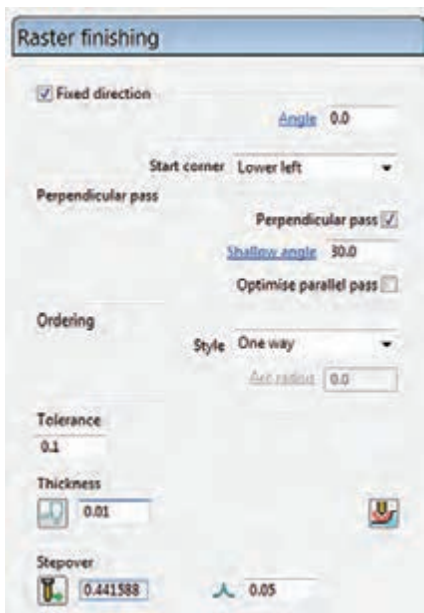 Raster finishing
Fixed direction
Angle 0.0
Start corner Lower left
Perpendicular pass
Perpendicular pass
Shallow angle 30.0
Optimise parallel pass
Ordering
Style One way
Arc radius 0.0
Tolerance
0.1
Thickness
0.01
Stepover
0.441588 0.05